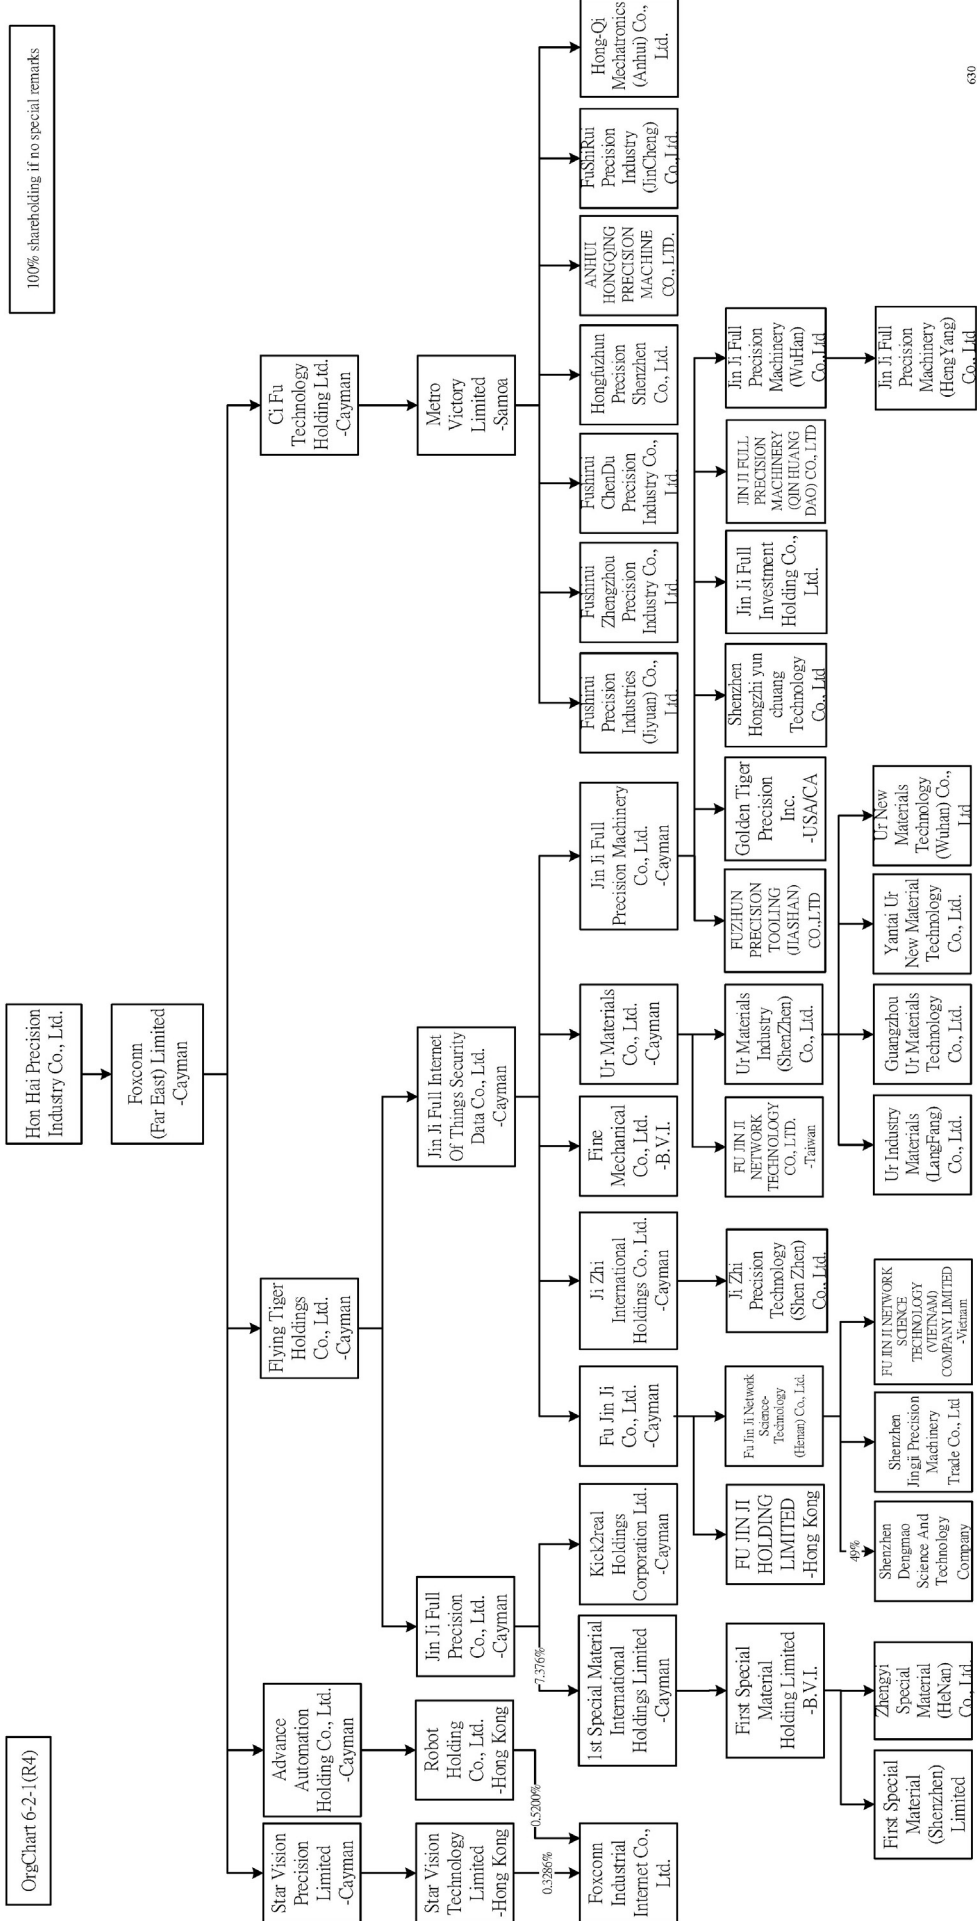 OrgChart 6-2-1(R4)
100% shareholding if no special remarks
Hon Hai Precision
Industry Co., Ltd.
Foxconn
(Far East) Limited
-Cayman
Star Vision
Precision
Limited
-Cayman
Advance
Automation
Holding Co., Ltd.
-Cayman
Flying Tiger
Holdings
Co., Ltd.
-Cayman
Ci Fu
Technology
Holding Ltd.
-Cayman
Star Vision
Technology
Limited
-Hong Kong
Robot
Holding
Co., Ltd.
-Hong Kong
Jin Ji Full
Precision
Co., Ltd.
-Cayman
Jin Ji Full Internet
Of Things Security
Data Co., Ltd.
-Cayman
Metro
Victory
Limited
-Samoa
0.3286%
0.5200%
7.376%
Foxconn
Industrial
Internet Co.,
Ltd.
1st Special Material
International
Holdings Limited
-Cayman
Kick2real
Holdings
Corporation Ltd.
-Cayman
Fu Jin Ji
Co., Ltd.
-Cayman
Ji Zhi
International
Holdings Co., Ltd.
-Cayman
Fine
Mechanical
Co., Ltd.
-B.V.I.
Ur Materials
Co., Ltd.
-Cayman
Jin Ji Full
Precision Machinery
Co., Ltd.
-Cayman
Fushirui
Precision
Industries
(Jiyuan) Co.,
Ltd.
Fushirui
Zhengzhou
Precision
Industry Co.,
Ltd.
Fushirui
ChenDu
Precision
Industry Co.,
Ltd.
Hongfuzhun
Precision
Shenzhen
Co., Ltd.
ANHUI
HONGQING
PRECISION
MACHINE
CO., LTD.
FuShiRui
Precision
Industry
(JinCheng)
Co.,Ltd.
Hong-Qi
Mechatronics
(Anhui) Co.,
Ltd.
First Special
Material
Holding Limited
-B.V.I.
FU JIN JI
HOLDING
LIMITED
-Hong Kong
Fu Jin Ji Network
Science-
Technology
(Henan) Co., Ltd.
Ji Zhi
Precision
Technology
(Shen Zhen)
Co., Ltd.
FU JIN JI
NETWORK
TECHNOLOGY
CO., LTD.
-Taiwan
Ur Materials
Industry
(ShenZhen)
Co., Ltd.
FUZHUN
PRECISION
TOOLING
(JIASHAN)
CO.,LTD
Golden Tiger
Precision
Inc.
-USA/CA
Shenzhen
Hongzhi yun
chuang
Technology
Co., Ltd
Jin Ji Full
Investment
Holding Co.,
Ltd.
JIN JI FULL
PRECISION
MACHINERY
(QIN HUANG
DAO) CO., LTD
Jin Ji Full
Precision
Machinery
(WuHan)
Co.,Ltd
49%
First Special
Material
(Shenzhen)
Limited
Zhengyi
Special
Material
(HeNan)
Co., Ltd.
Shenzhen
Dengmao
Science And
Technology
Company
Shenzhen
Jingji Precision
Machinery
Trade Co., Ltd
FU JIN JI NETWORK
SCIENCE
TECHNOLOGY
(VIETNAM)
COMPANY LIMITED
-Vietnam
Ur Industry
Materials
(LangFang)
Co., Ltd.
Guangzhou
Ur Materials
Technology
Co., Ltd.
Yantai Ur
New Material
Technology
Co., Ltd.
Ur New
Materials
Technology
(Wuhan) Co.,
Ltd
Jin Ji Full
Precision
Machinery
(HengYang)
Co., Ltd
630